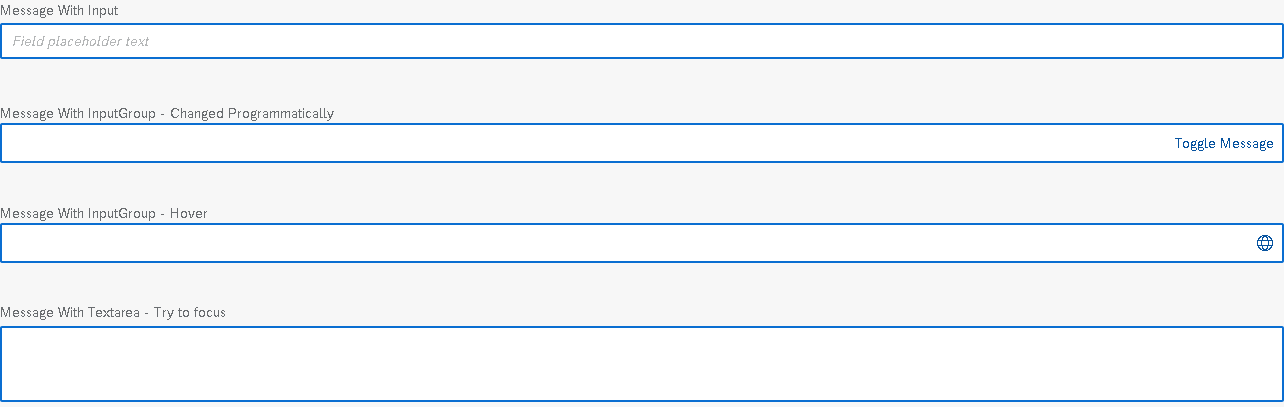 Message With Input
Field placeholder text
Message With InputGroup - Changed Programmatically
Toggle Message
Message With InputGroup - Hover
Message With Textarea - Try to focus